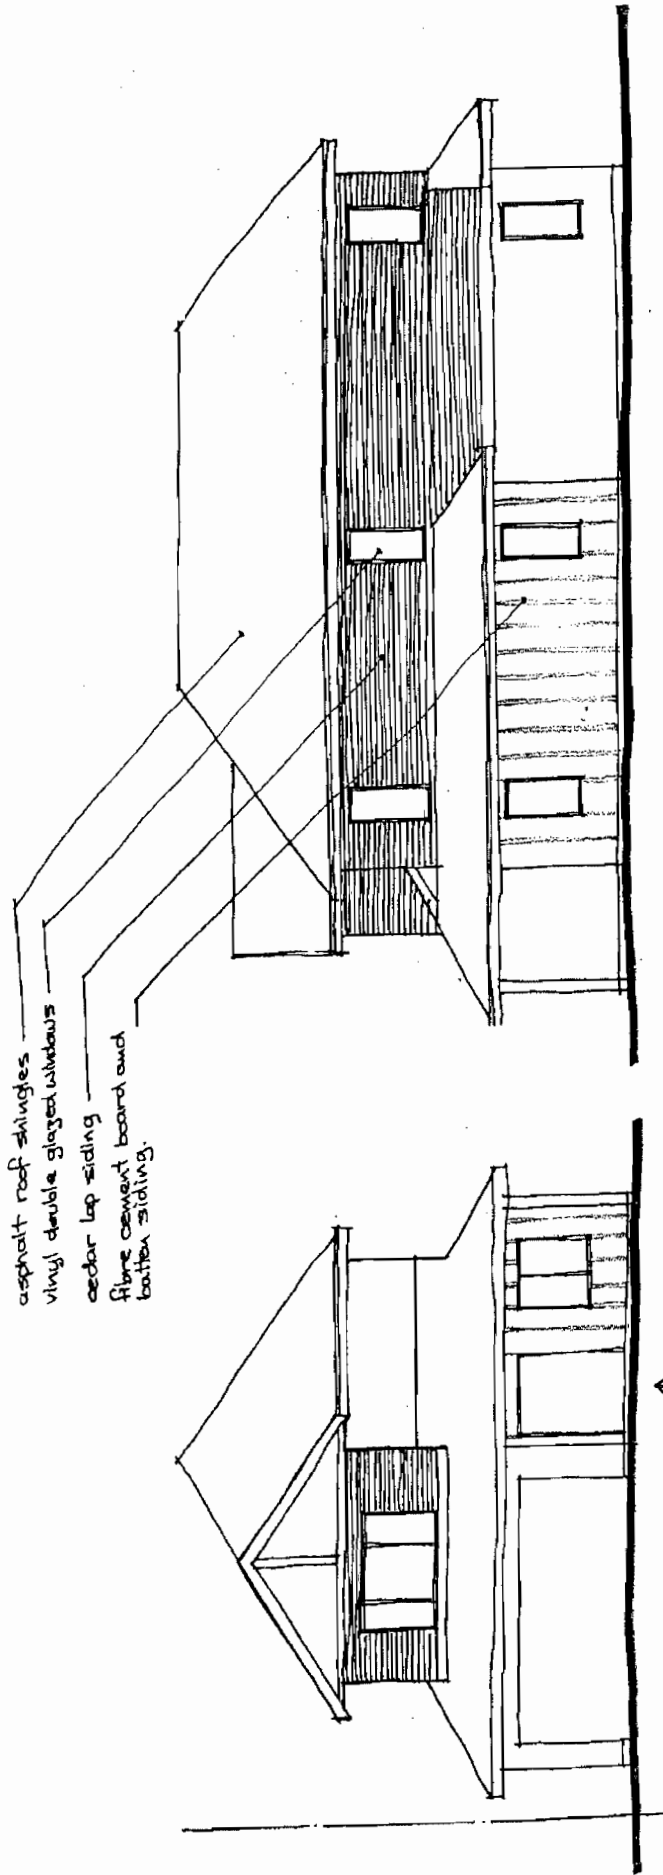 asphalt roof shingles
vinyl double glazed windows
cedar lap siding
fibre cement board and
batten siding.